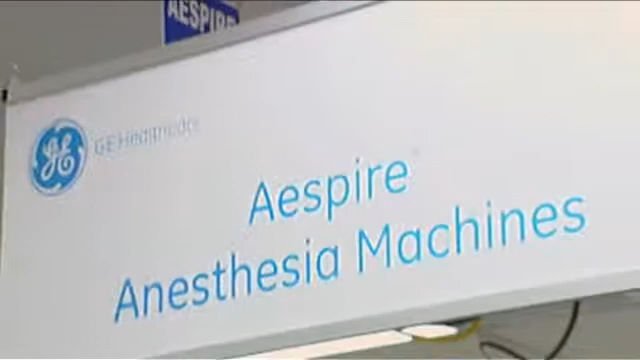 AESPIRE
GE
GE Healthcare
Aespire
Anesthesia Machines